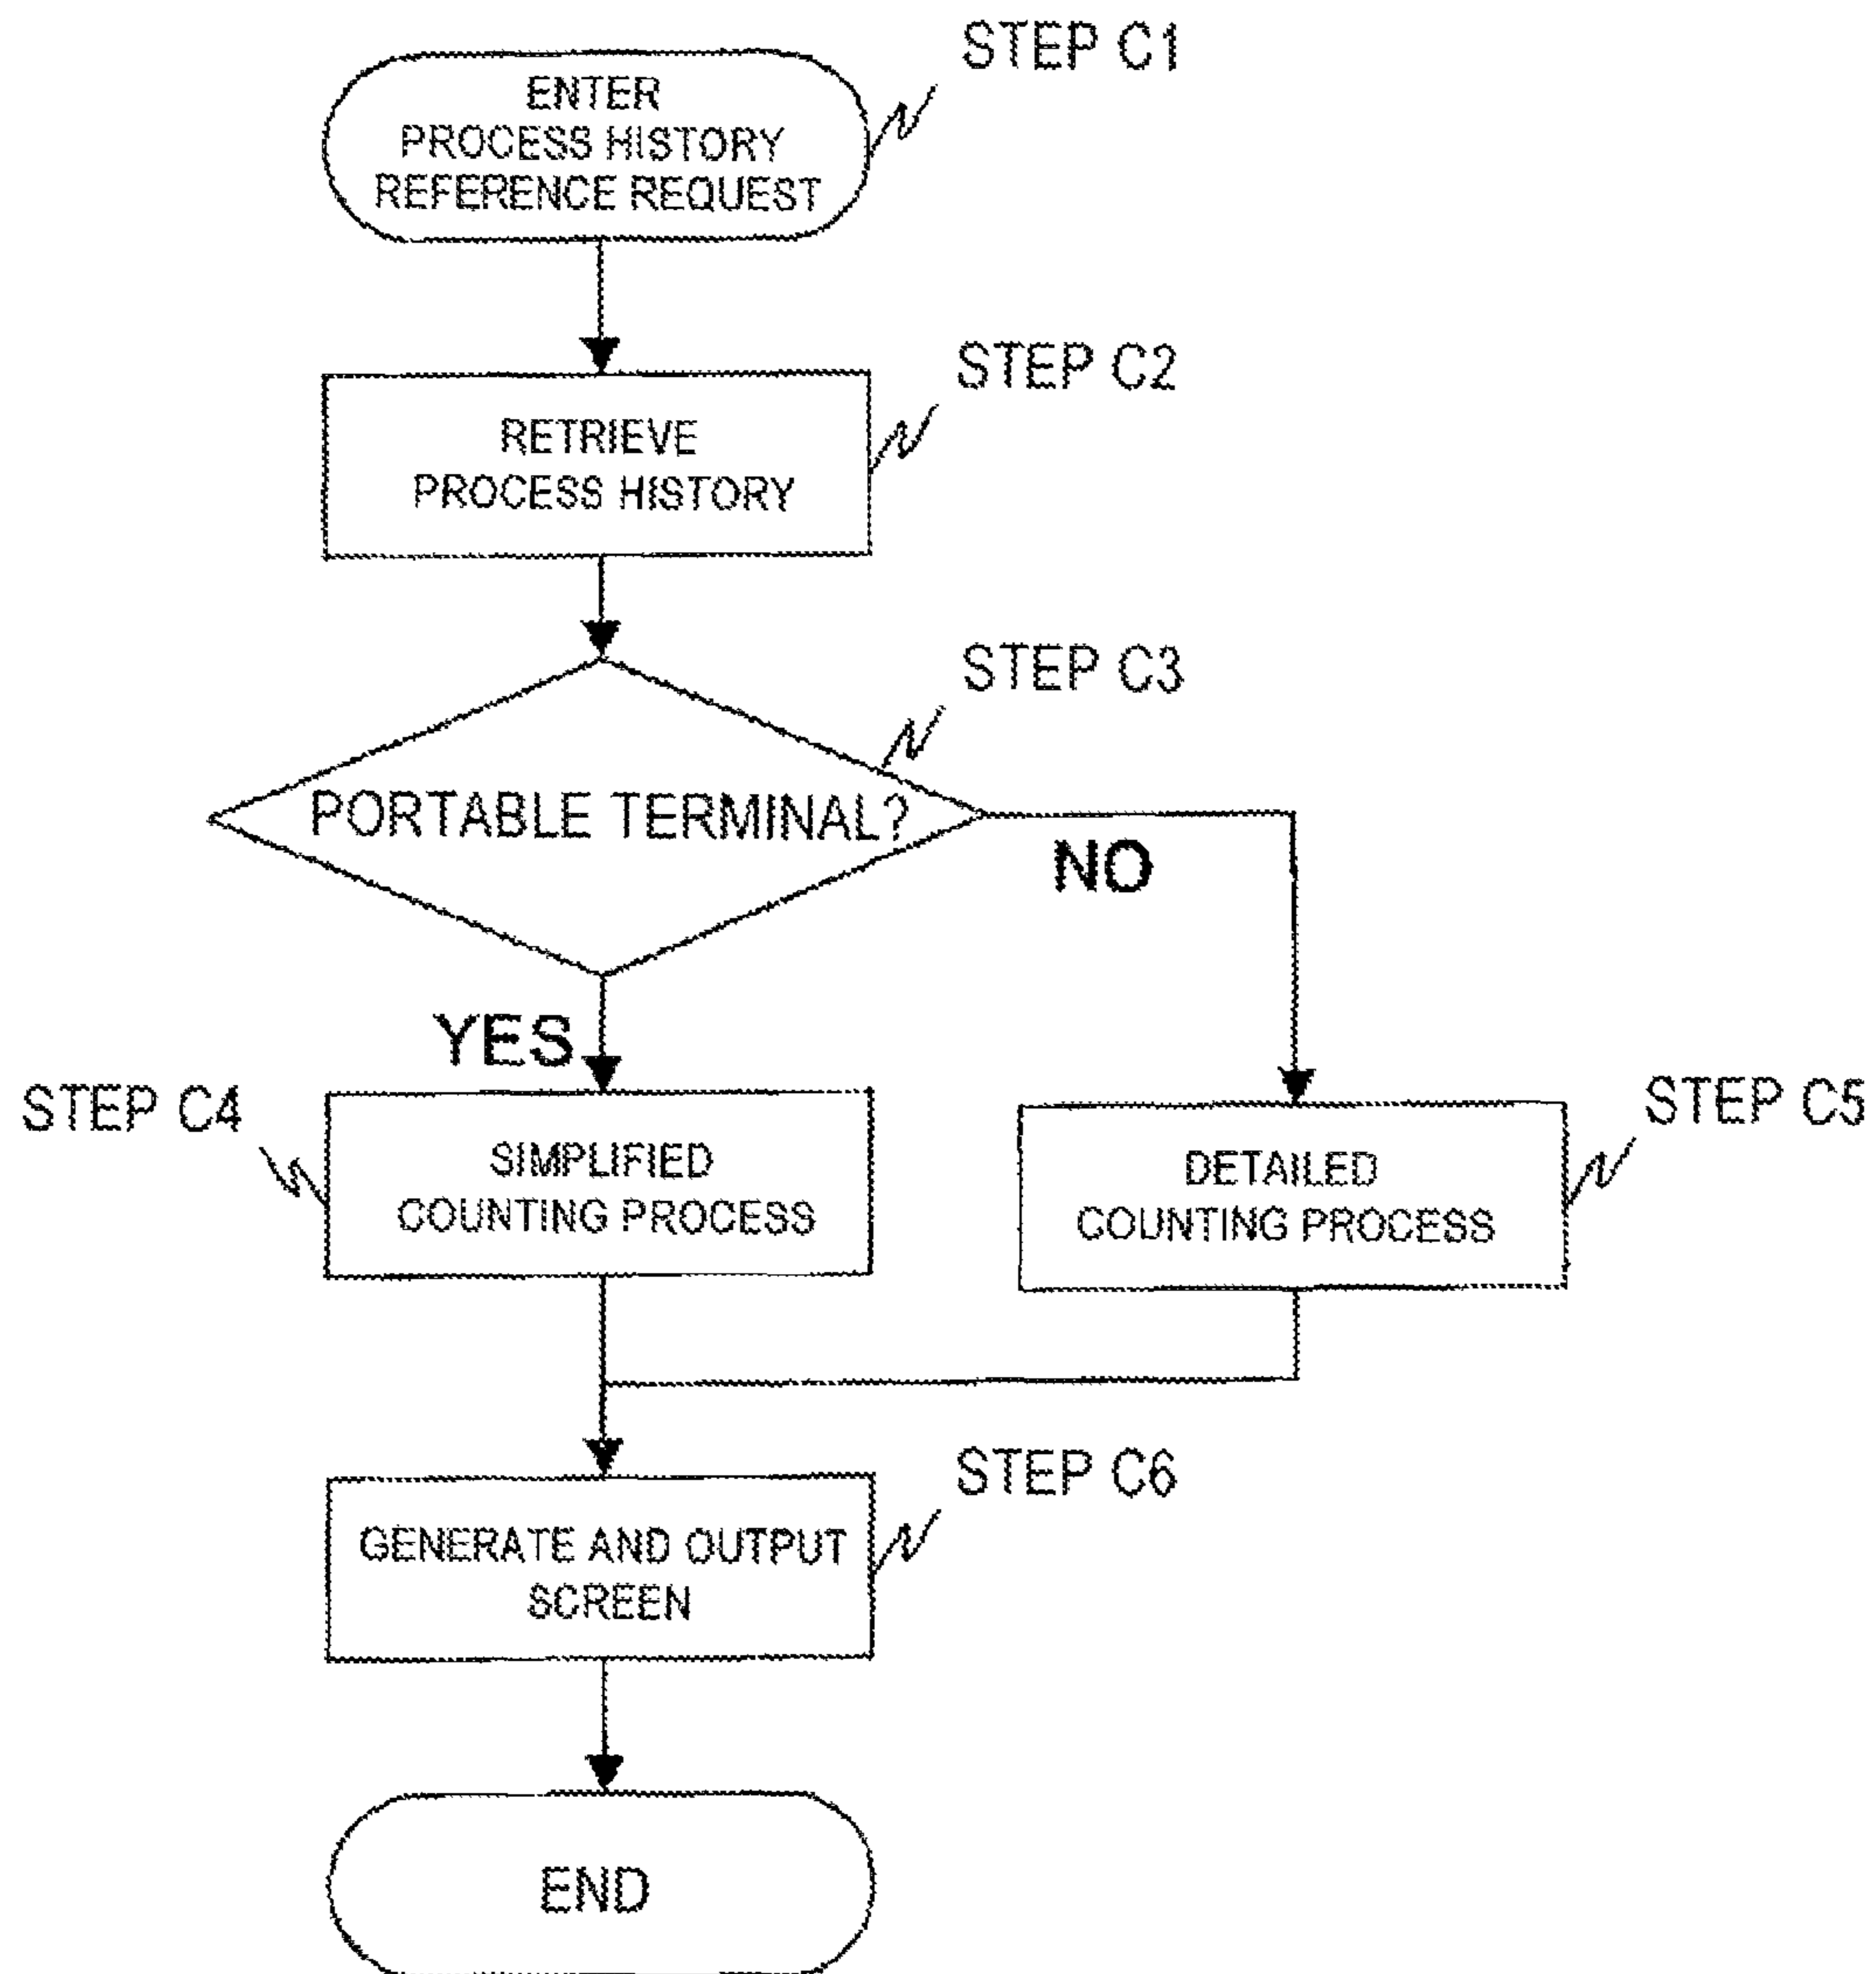 STEP C1
ENTER
PROCESS HISTORY
REFERENCE REQUEST
STEP C2
RETRIEVE
PROCESS HISTORY
STEP C3
PORTABLE TERMINAL?
NO
YES
STEP C4
SIMPLIFIED
COUNTING PROCESS
STEP C5
DETAILED
COUNTING PROCESS
STEP C6
GENERATE AND OUTPUT
SCREEN
END